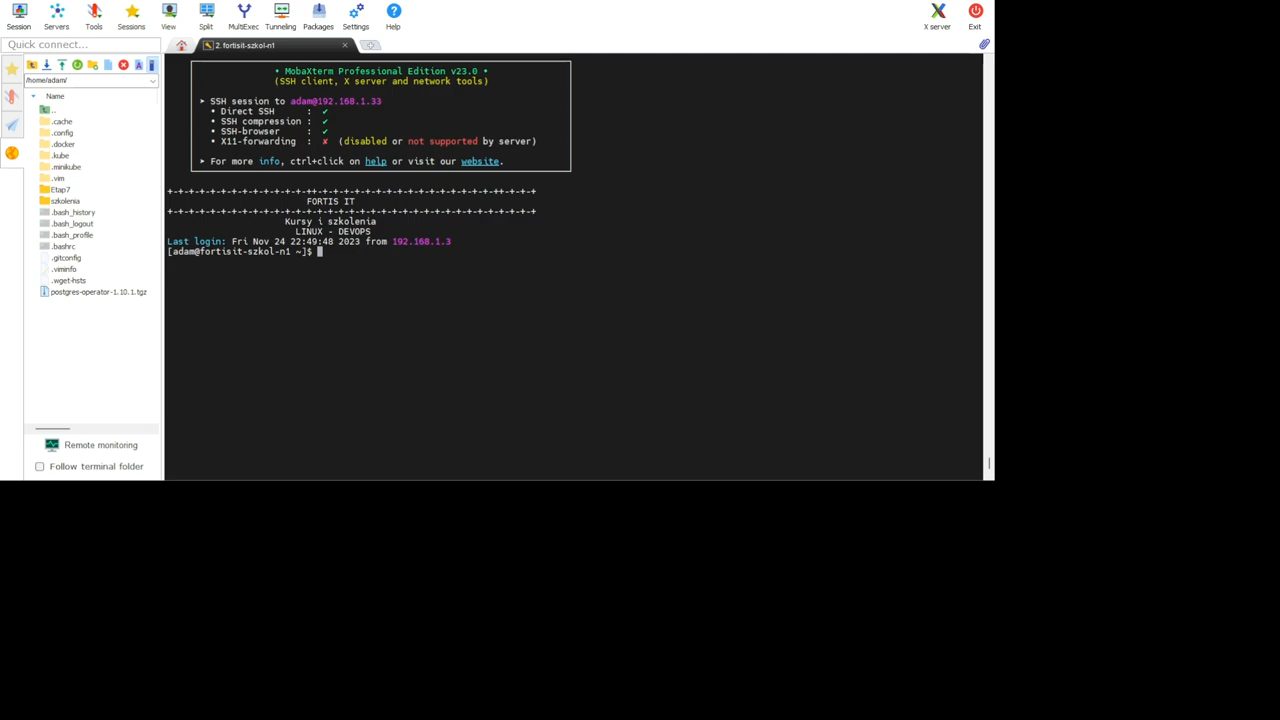 Session Servers Tools Sessions View Split MultiExec Tunneling Packages Settings Help X server Exit
Quick connect...
2. fortisit-szkol-n1
/home/adam/
Name
..
.cache
.config
.docker
.kube
.minikube
.vim
Etap7
szkolenia
.bash_history
.bash_logout
.bash_profile
.bashrc
.gitconfig
.viminfo
.wget-hsts
postgres-operator-1.10.1.tgz
Remote monitoring
Follow terminal folder
• MobaXterm Professional Edition v23.0 •
(SSH client, X server and network tools)
➤ SSH session to adam@192.168.1.33
• Direct SSH : ✔
• SSH compression : ✔
• SSH-browser : ✔
• X11-forwarding : ✘ (disabled or not supported by server)
➤ For more info, ctrl+click on help or visit our website.
+-+-+-+-+-+-+-+-+-+-+-+-+-++-+-+-+-+-+-+-+-+-+-+-+-+-+-+-++-+-+-+
FORTIS IT
+-+-+-+-+-+-+-+-+-+-+-+-+-+-+-+-+-+-+-+-+-+-+-+-+-+-+-+-+-+-+-+-+
Kursy i szkolenia
LINUX - DEVOPS
Last login: Fri Nov 24 22:49:48 2023 from 192.168.1.3
[adam@fortisit-szkol-n1 ~]$